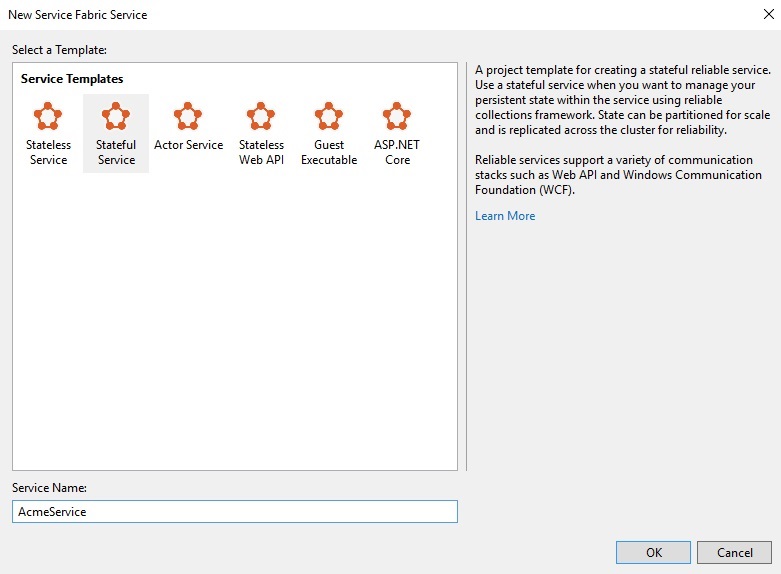 New Service Fabric Service
Select a Template:
Service Templates
Stateless
Service
Stateful
Service
Actor Service
Stateless
Web API
Guest
Executable
ASP.NET
Core
A project template for creating a stateful reliable service.
Use a stateful service when you want to manage your
persistent state within the service using reliable
collections framework. State can be partitioned for scale
and is replicated across the cluster for reliability.
Reliable services support a variety of communication
stacks such as Web API and Windows Communication
Foundation (WCF).
Learn More
Service Name:
AcmeService
OK
Cancel